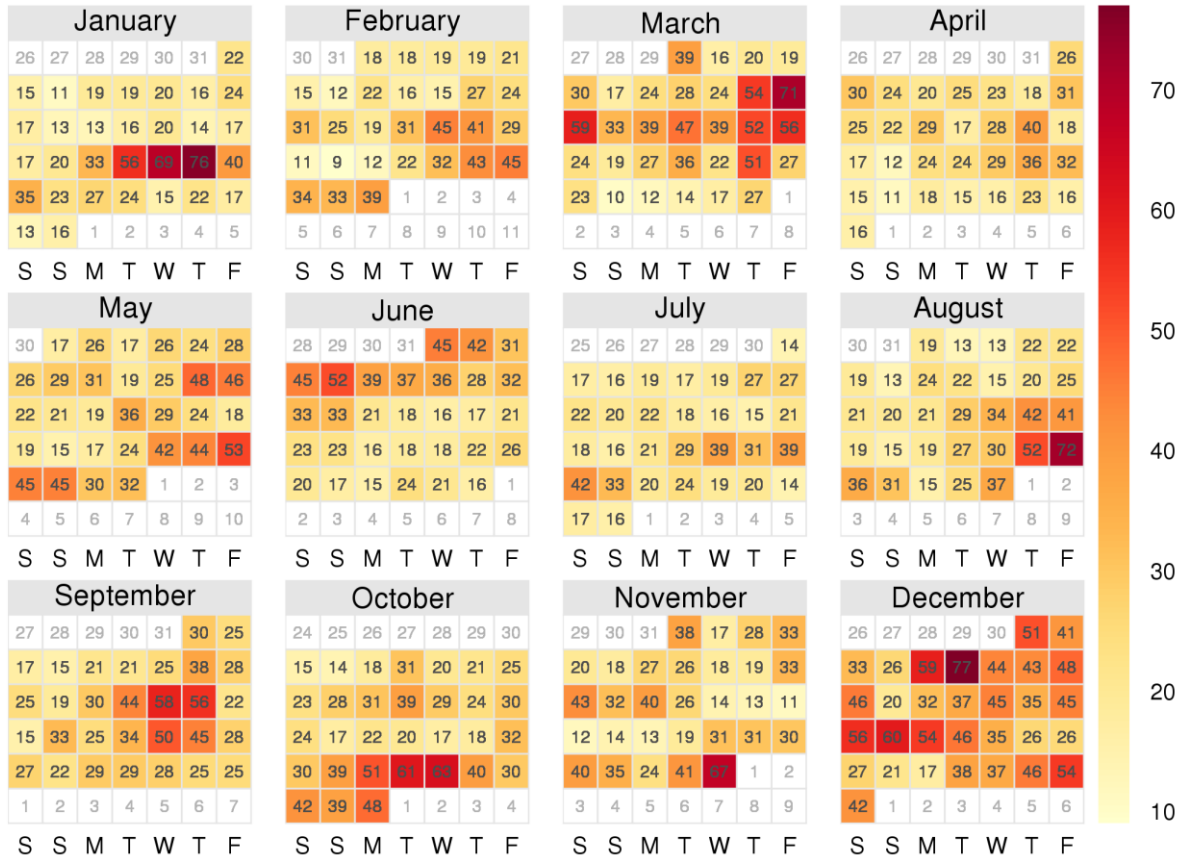 January February March April
26 27 28 29 30 31 22 30 31 18 18 19 19 21 27 28 29 39 16 20 19 26 27 28 29 30 31 26
15 11 19 19 20 16 24 15 12 22 16 15 27 24 30 17 24 28 24 54 71 30 24 20 25 23 18 31
17 13 13 16 20 14 17 31 25 19 31 45 41 29 59 33 39 47 39 52 56 25 22 29 17 28 40 18
17 20 33 56 69 76 40 11 9 12 22 32 43 45 24 19 27 36 22 51 27 17 12 24 24 29 36 32
35 23 27 24 15 22 17 34 33 39 1 2 3 4 23 10 12 14 17 27 1 15 11 18 15 16 23 16
13 16 1 2 3 4 5 5 6 7 8 9 10 11 2 3 4 5 6 7 8 16 1 2 3 4 5 6
S S M T W T F S S M T W T F S S M T W T F S S M T W T F
May June July August
30 17 26 17 26 24 28 28 29 30 31 45 42 31 25 26 27 28 29 30 14 30 31 19 13 13 22 22
26 29 31 19 25 48 46 45 52 39 37 36 28 32 17 16 19 17 19 27 27 19 13 24 22 15 20 25
22 21 19 36 29 24 18 33 33 21 18 16 17 21 22 20 22 18 16 15 21 21 20 21 29 34 42 41
19 15 17 24 42 44 53 23 23 16 18 18 22 26 18 16 21 29 39 31 39 19 15 19 27 30 52 72
45 45 30 32 1 2 3 20 17 15 24 21 16 1 42 33 20 24 19 20 14 36 31 15 25 37 1 2
4 5 6 7 8 9 10 2 3 4 5 6 7 8 17 16 1 2 3 4 5 3 4 5 6 7 8 9
S S M T W T F S S M T W T F S S M T W T F S S M T W T F
September October November December
27 28 29 30 31 30 25 24 25 26 27 28 29 30 29 30 31 38 17 28 33 26 27 28 29 30 51 41
17 15 21 21 25 38 28 15 14 18 31 20 21 25 20 18 27 26 18 19 33 33 26 59 77 44 43 48
25 19 30 44 58 56 22 23 28 31 39 29 24 30 43 32 40 26 14 13 11 46 20 32 37 45 35 45
15 33 25 34 50 45 28 24 17 22 20 17 18 32 12 14 13 19 31 31 30 56 60 54 46 35 26 26
27 22 29 29 28 25 25 30 39 51 61 63 40 30 40 35 24 41 67 1 2 27 21 17 38 37 46 54
1 2 3 4 5 6 7 42 39 48 1 2 3 4 3 4 5 6 7 8 9 42 1 2 3 4 5 6
S S M T W T F S S M T W T F S S M T W T F S S M T W T F
70
60
50
40
30
20
10